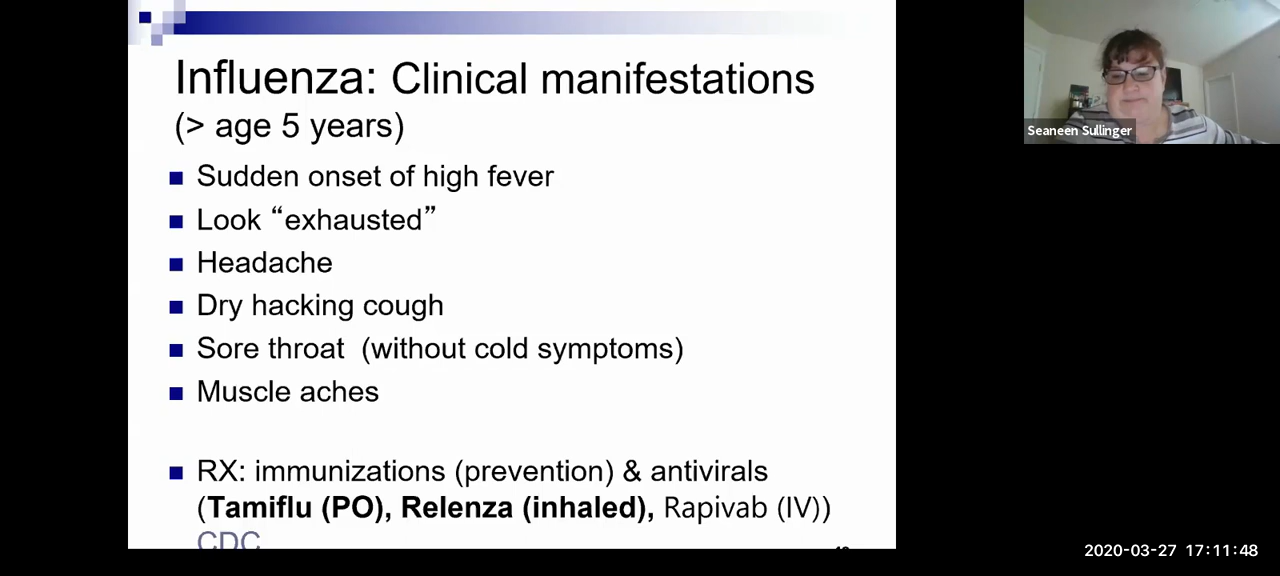 Influenza: Clinical manifestations
(> age 5 years)
Sudden onset of high fever
Look “exhausted”
Headache
Dry hacking cough
Sore throat (without cold symptoms)
Muscle aches
RX: immunizations (prevention) & antivirals
(Tamiflu (PO), Relenza (inhaled), Rapivab (IV))
CDC
Seaneen Sullinger
2020-03-27 17:11:48